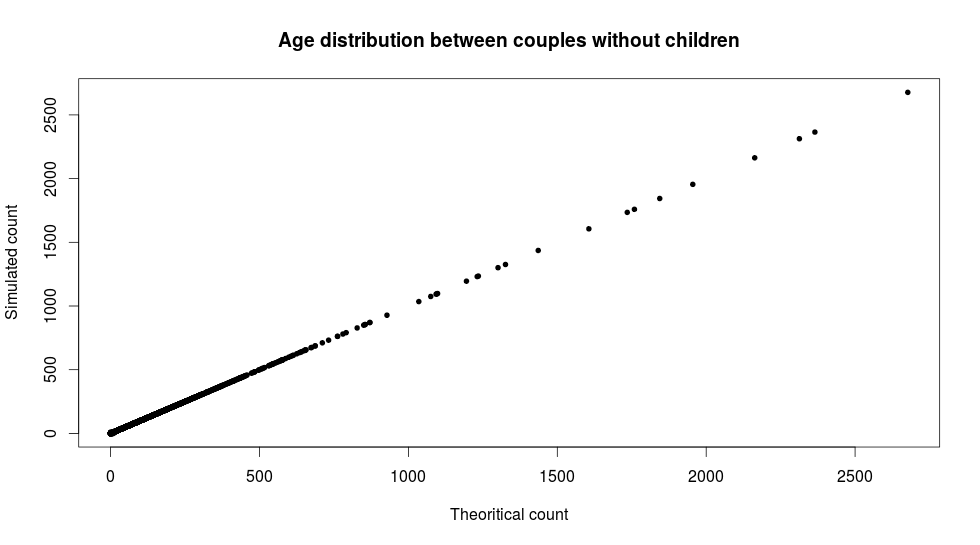 Age distribution between couples without children
Simulated count
2500
2000
1500
1000
500
0
0 500 1000 1500 2000 2500
Theoritical count